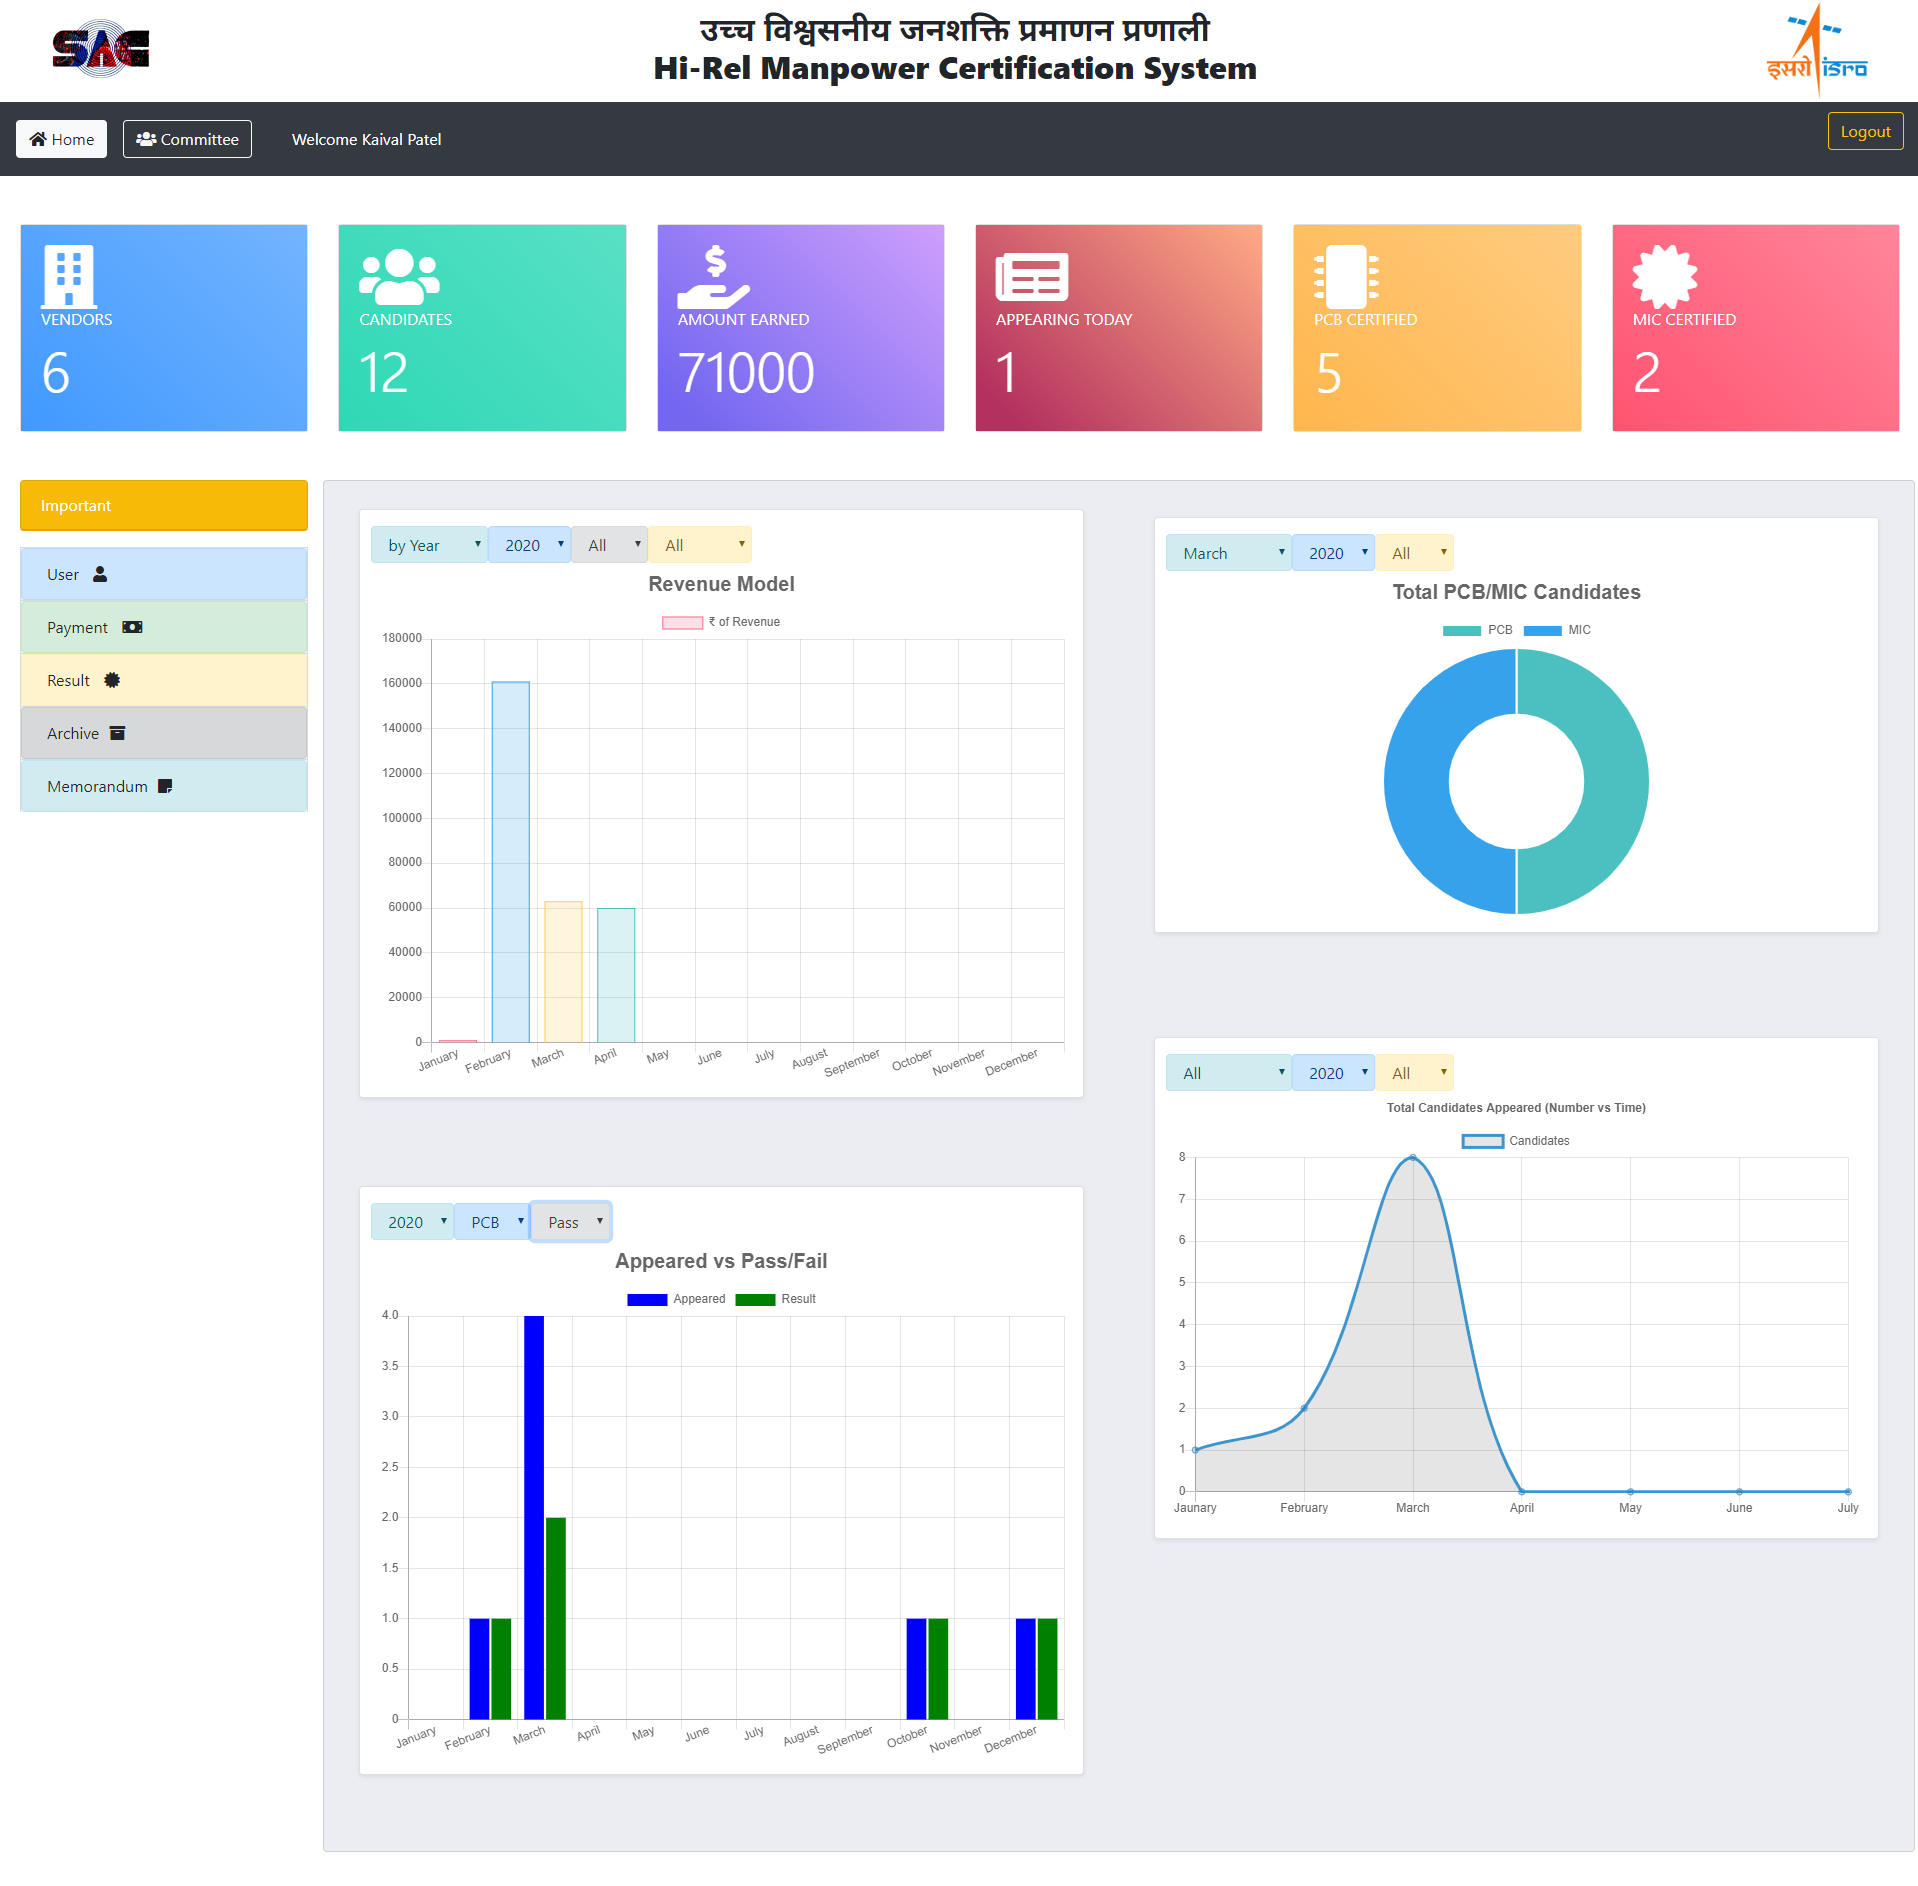 SAC
उच्च विश्वसनीय जनशक्ति प्रमाणन प्रणाली
Hi-Rel Manpower Certification System
इसरो isro
Home
Committee
Welcome Kaival Patel
Logout
VENDORS
6
CANDIDATES
12
AMOUNT EARNED
71000
APPEARING TODAY
1
PCB CERTIFIED
5
MIC CERTIFIED
2
Important
User
Payment
Result
Archive
Memorandum
by Year 2020 All All
Revenue Model
₹ of Revenue
180000
160000
140000
120000
100000
80000
60000
40000
20000
0
January February March April May June July August September October November December
March 2020 All
Total PCB/MIC Candidates
PCB MIC
2020 PCB Pass
Appeared vs Pass/Fail
Appeared Result
4.0
3.5
3.0
2.5
2.0
1.5
1.0
0.5
0
January February March April May June July August September October November December
All 2020 All
Total Candidates Appeared (Number vs Time)
Candidates
8
7
6
5
4
3
2
1
0
Jaunary February March April May June July